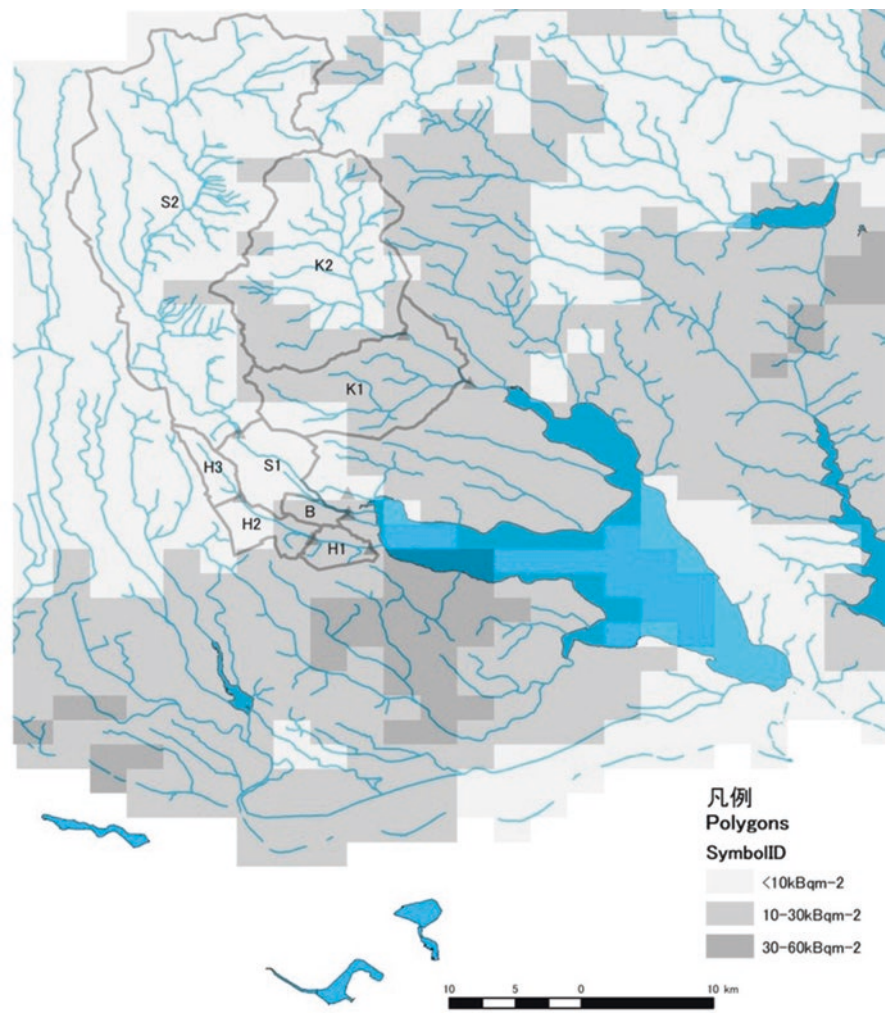 S2
K2
K1
H3
S1
B
H2
H1
凡例
Polygons
SymbolID
<10kBqm-2
10-30kBqm-2
30-60kBqm-2
10 5 0 10 km